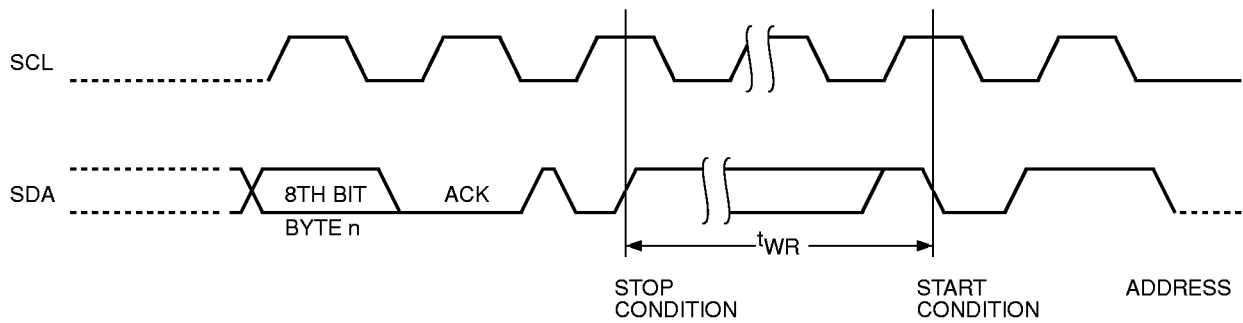 SCL
SDA
8TH BIT
ACK
BYTE n
tWR
STOP
CONDITION
START
CONDITION
ADDRESS